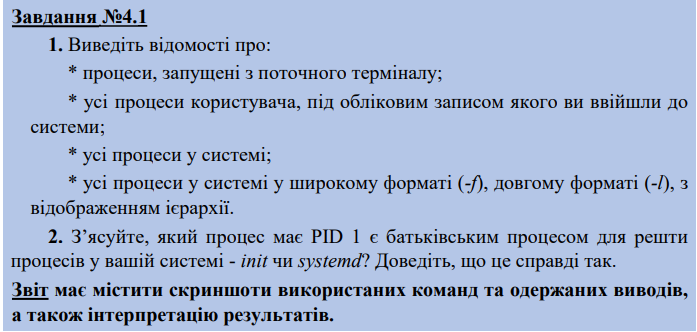 Завдання №4.1
1. Виведіть відомості про:
* процеси, запущені з поточного терміналу;
* усі процеси користувача, під обліковим записом якого ви ввійшли до
системи;
* усі процеси у системі;
* усі процеси у системі у широкому форматі (-f), довгому форматі (-l), з
відображенням ієрархії.
2. З’ясуйте, який процес має PID 1 є батьківським процесом для решти
процесів у вашій системі - init чи systemd? Доведіть, що це справді так.
Звіт має містити скриншоти використаних команд та одержаних виводів,
а також інтерпретацію результатів.